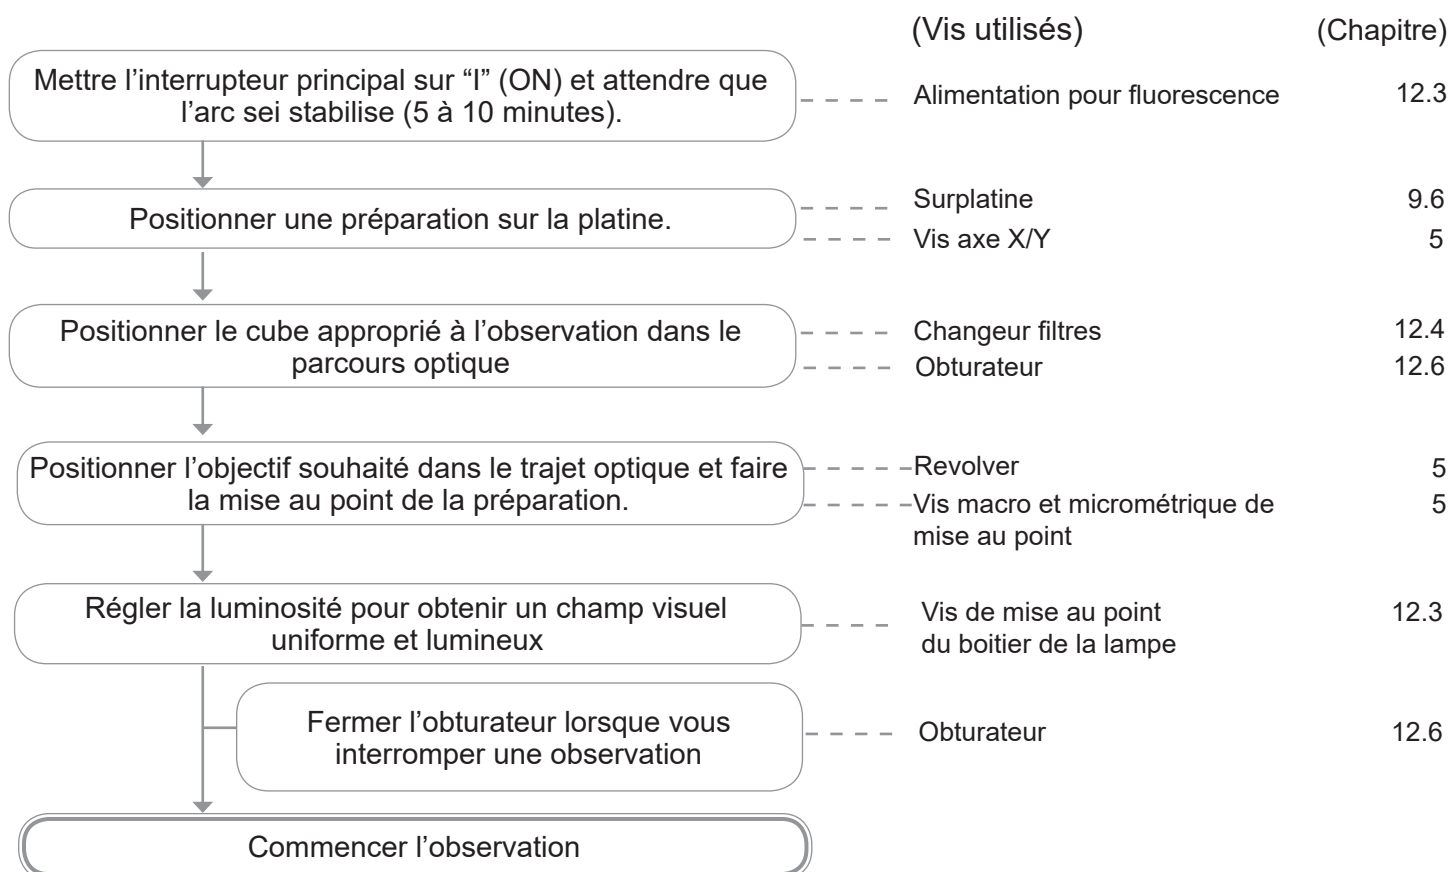 (Vis utilisés) (Chapitre)
Mettre l’interrupteur principal sur “I” (ON) et attendre que
l’arc sei stabilise (5 à 10 minutes).
Alimentation pour fluorescence 12.3
Positionner une préparation sur la platine.
Surplatine 9.6
Vis axe X/Y 5
Positionner le cube approprié à l’observation dans le
parcours optique
Changeur filtres 12.4
Obturateur 12.6
Positionner l’objectif souhaité dans le trajet optique et faire
la mise au point de la préparation.
Revolver 5
Vis macro et micrométrique de 5
mise au point
Régler la luminosité pour obtenir un champ visuel
uniforme et lumineux
Vis de mise au point 12.3
du boitier de la lampe
Fermer l’obturateur lorsque vous
interromper une observation
Obturateur 12.6
Commencer l’observation